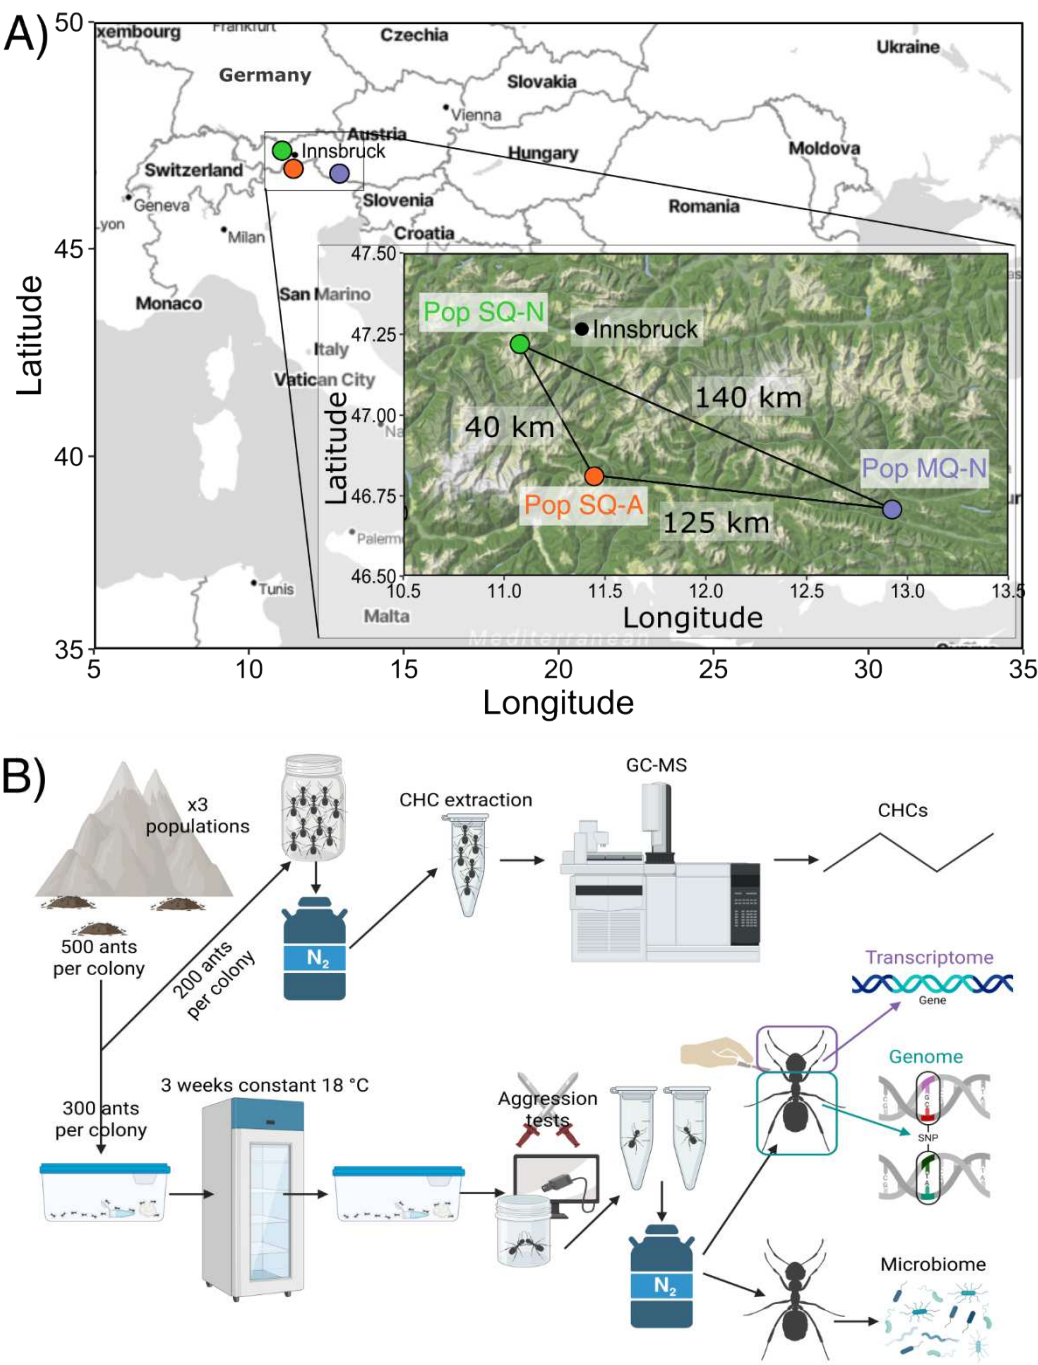 A)
50
45
40
35
Latitude
5
10
15
20
25
30
35
Longitude
xembourg
Frankfurt
Czechia
Ukraine
Germany
Slovakia
Vienna
Austria
Innsbruck
Hungary
Moldova
Switzerland
Geneva
Slovenia
Romania
yon
Milan
Croatia
Monaco
San Marino
Italy
Vatican City
Na
Palerm
Tunis
Malta
Mediterranean
47.50
47.25
47.00
46.75
46.50
Latitude
Pop SQ-N
Innsbruck
140 km
40 km
Pop MQ-N
Pop SQ-A
125 km
10.5
11.0
11.5
12.0
12.5
13.0
13.5
Longitude
B)
x3
populations
CHC extraction
GC-MS
CHCs
500 ants
per colony
200 ants
per colony
N₂
Transcriptome
Gene
300 ants
per colony
3 weeks constant 18 °C
Aggression
tests
Genome
SNP
N₂
Microbiome